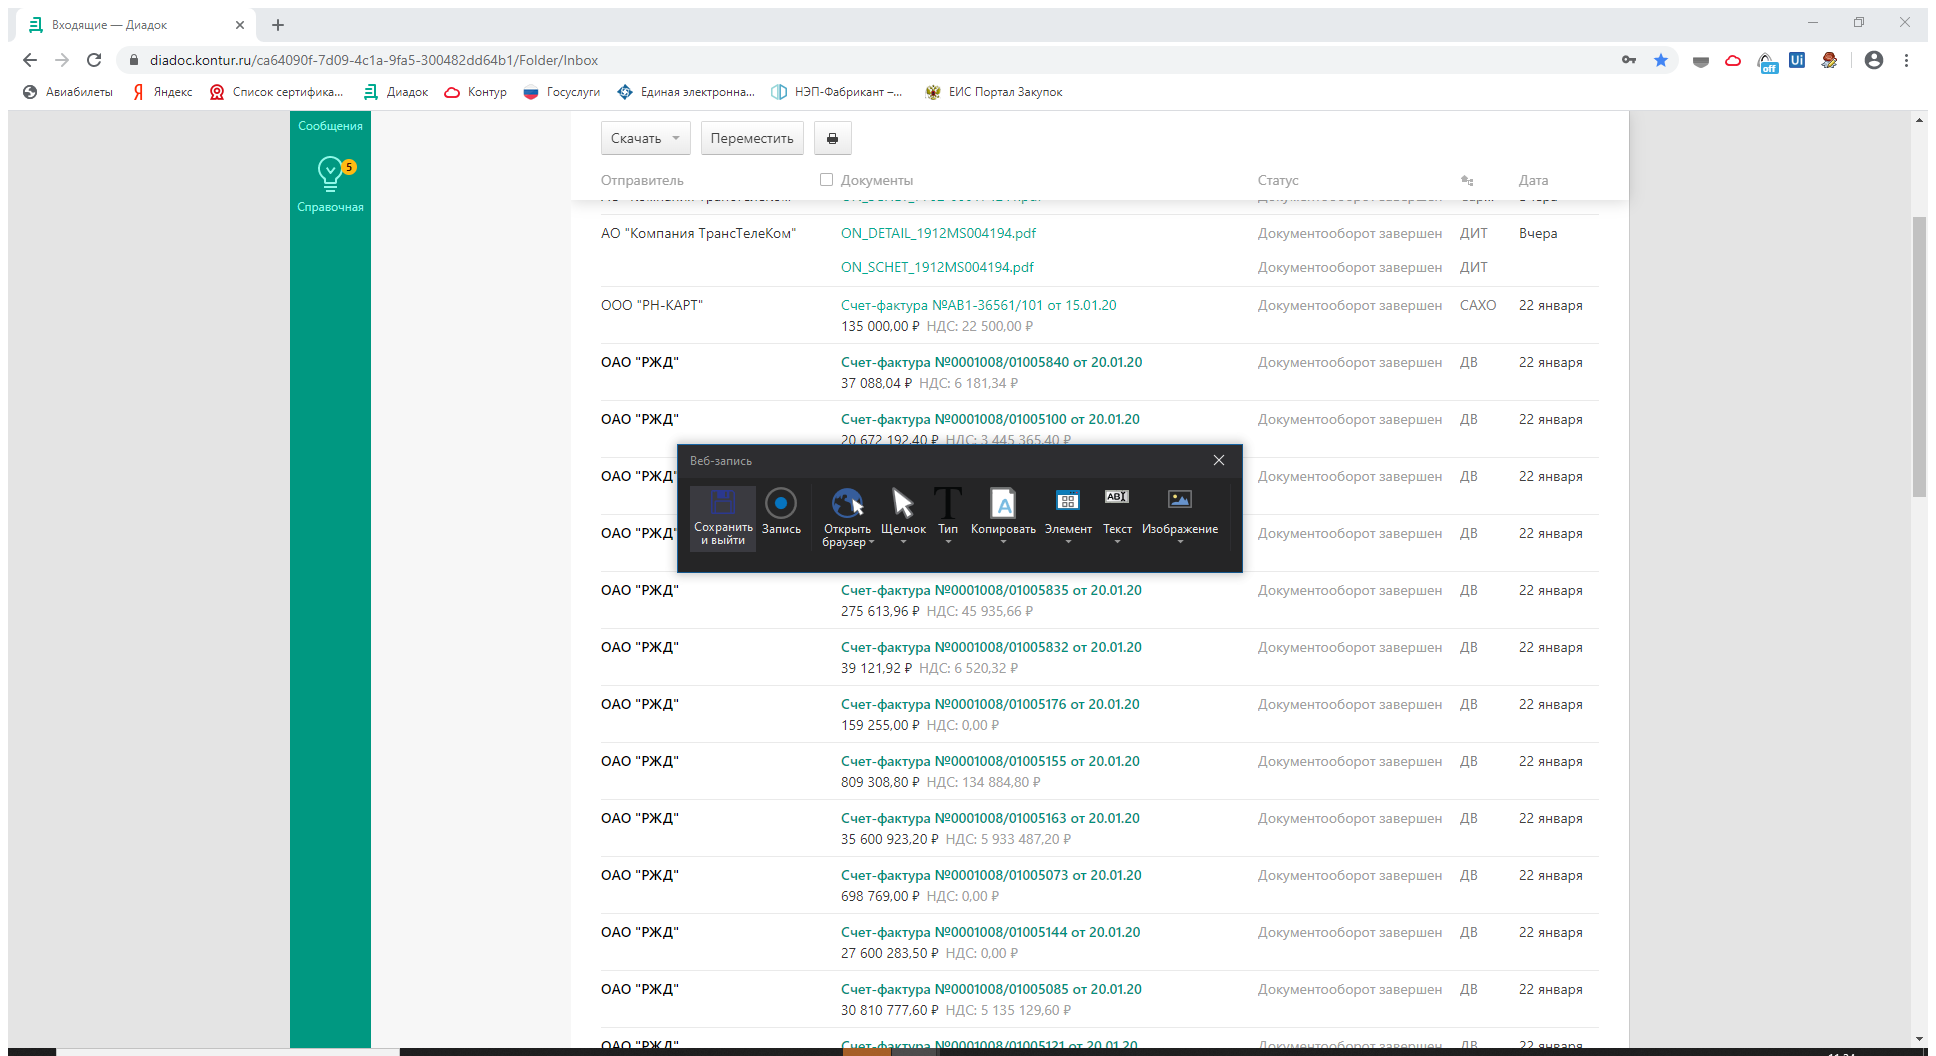 Входящие — Диадок
diadoc.kontur.ru/ca64090f-7d09-4c1a-9fa5-300482dd64b1/Folder/Inbox
off
Ui
Авиабилеты
Яндекс
Список сертифика...
Диадок
Контур
Госуслуги
Единая электронна...
НЭП-Фабрикант –...
ЕИС Портал Закупок
Сообщения
5
Справочная
Скачать
Переместить
Отправитель
Документы
Статус
Дата
АО "Компания ТрансТелеКом"
ON_DETAIL_1912MS004194.pdf
Документооборот завершен
ДИТ
Вчера
ON_SCHET_1912MS004194.pdf
Документооборот завершен
ДИТ
ООО "РН-КАРТ"
Счет-фактура №АВ1-36561/101 от 15.01.20
Документооборот завершен
САХО
22 января
135 000,00 ₽ НДС: 22 500,00 ₽
ОАО "РЖД"
Счет-фактура №0001008/01005840 от 20.01.20
Документооборот завершен
ДВ
22 января
37 088,04 ₽ НДС: 6 181,34 ₽
ОАО "РЖД"
Счет-фактура №0001008/01005100 от 20.01.20
Документооборот завершен
ДВ
22 января
20 672 192,40 ₽ НДС: 3 445 365,40 ₽
ОАО "РЖД"
ДВ
22 января
Документооборот завершен
ОАО "РЖД"
Документооборот завершен
ДВ
22 января
Веб-запись
Сохранить
и выйти
Запись
Открыть
браузер
Щелчок
Тип
Копировать
Элемент
Текст
Изображение
ОАО "РЖД"
Счет-фактура №0001008/01005835 от 20.01.20
Документооборот завершен
ДВ
22 января
275 613,96 ₽ НДС: 45 935,66 ₽
ОАО "РЖД"
Счет-фактура №0001008/01005832 от 20.01.20
Документооборот завершен
ДВ
22 января
39 121,92 ₽ НДС: 6 520,32 ₽
ОАО "РЖД"
Счет-фактура №0001008/01005176 от 20.01.20
Документооборот завершен
ДВ
22 января
159 255,00 ₽ НДС: 0,00 ₽
ОАО "РЖД"
Счет-фактура №0001008/01005155 от 20.01.20
Документооборот завершен
ДВ
22 января
809 308,80 ₽ НДС: 134 884,80 ₽
ОАО "РЖД"
Счет-фактура №0001008/01005163 от 20.01.20
Документооборот завершен
ДВ
22 января
35 600 923,20 ₽ НДС: 5 933 487,20 ₽
ОАО "РЖД"
Счет-фактура №0001008/01005073 от 20.01.20
Документооборот завершен
ДВ
22 января
698 769,00 ₽ НДС: 0,00 ₽
ОАО "РЖД"
Счет-фактура №0001008/01005144 от 20.01.20
Документооборот завершен
ДВ
22 января
27 600 283,50 ₽ НДС: 0,00 ₽
ОАО "РЖД"
Счет-фактура №0001008/01005085 от 20.01.20
Документооборот завершен
ДВ
22 января
30 810 777,60 ₽ НДС: 5 135 129,60 ₽
ОАО "РЖД"
Счет-фактура №0001008/01005121 от 20.01.20
Документооборот завершен
ДВ
22 января